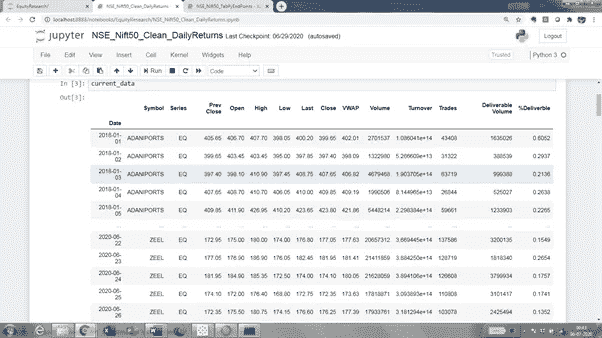 EquityResearch/ NSE_Nifti50_Clean_DailyReturns NSE_Nifti50_TabPyEndPoints - Ju
localhost:8888/notebooks/EquityResearch/NSE_Nifti50_Clean_DailyReturns.ipynb
jupyter NSE_Nifti50_Clean_DailyReturns Last Checkpoint: 06/29/2020 (autosaved) Logout
File Edit View Insert Cell Kernel Widgets Help Trusted Python 3
Run Code
In [3]: current_data
Out[3]:
Symbol Series Prev Close Open High Low Last Close VWAP Volume Turnover Trades Deliverable Volume %Deliverble
Date
2018-01-01 ADANIPORTS EQ 405.65 406.70 407.70 398.05 400.20 399.65 402.01 2701537 1.086041e+14 43408 1635026 0.6052
2018-01-02 ADANIPORTS EQ 399.65 403.45 403.45 395.00 397.85 397.40 398.09 1322980 5.266600e+13 31322 388539 0.2937
2018-01-03 ADANIPORTS EQ 397.40 398.10 410.90 397.45 408.75 407.65 406.82 4679468 1.903705e+14 63719 999388 0.2136
2018-01-04 ADANIPORTS EQ 407.65 408.70 410.70 406.05 410.00 409.85 409.19 1990506 8.144965e+13 26844 525027 0.2638
2018-01-05 ADANIPORTS EQ 409.85 411.90 426.95 410.20 423.65 423.80 421.86 5448214 2.298384e+14 59661 1233903 0.2265
... ... ... ... ... ... ... ... ... ... ... ... ... ... ...
2020-06-22 ZEEL EQ 172.95 175.00 180.00 174.00 176.80 177.05 177.63 20657312 3.669445e+14 137586 3200135 0.1549
2020-06-23 ZEEL EQ 177.05 176.90 185.90 176.05 182.45 181.95 181.41 21411859 3.884250e+14 128719 1818340 0.2654
2020-06-24 ZEEL EQ 181.95 184.90 185.35 172.50 174.00 174.10 180.05 21628059 3.894106e+14 126608 3799934 0.1757
2020-06-25 ZEEL EQ 174.10 172.00 176.40 168.80 172.75 172.35 173.63 17818871 3.093893e+14 110808 3101417 0.1741
2020-06-26 ZEEL EQ 172.35 175.50 180.75 174.15 176.60 176.25 177.39 17933761 3.181294e+14 103078 2425494 0.1352